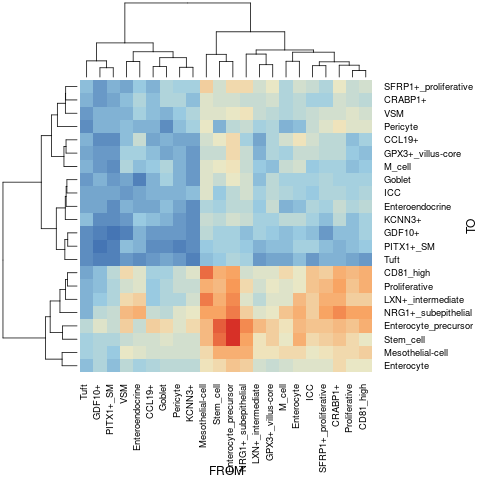 SFRP1+_proliferative
CRABP1+
VSM
Pericyte
CCL19+
GPX3+_villus-core
M_cell
Goblet
ICC
Enteroendocrine
KCNN3+
GDF10+
PITX1+_SM
Tuft
CD81_high
Proliferative
LXN+_intermediate
NRG1+_subepithelial
Enterocyte_precursor
Stem_cell
Mesothelial-cell
Enterocyte
TO
Tuft
GDF10+
PITX1+_SM
VSM
Enteroendocrine
CCL19+
Goblet
Pericyte
KCNN3+
Mesothelial-cell
Stem_cell
Enterocyte_precursor
NRG1+_subepithelial
LXN+_intermediate
GPX3+_villus-core
M_cell
Enterocyte
ICC
SFRP1+_proliferative
CRABP1+
Proliferative
CD81_high
FROM